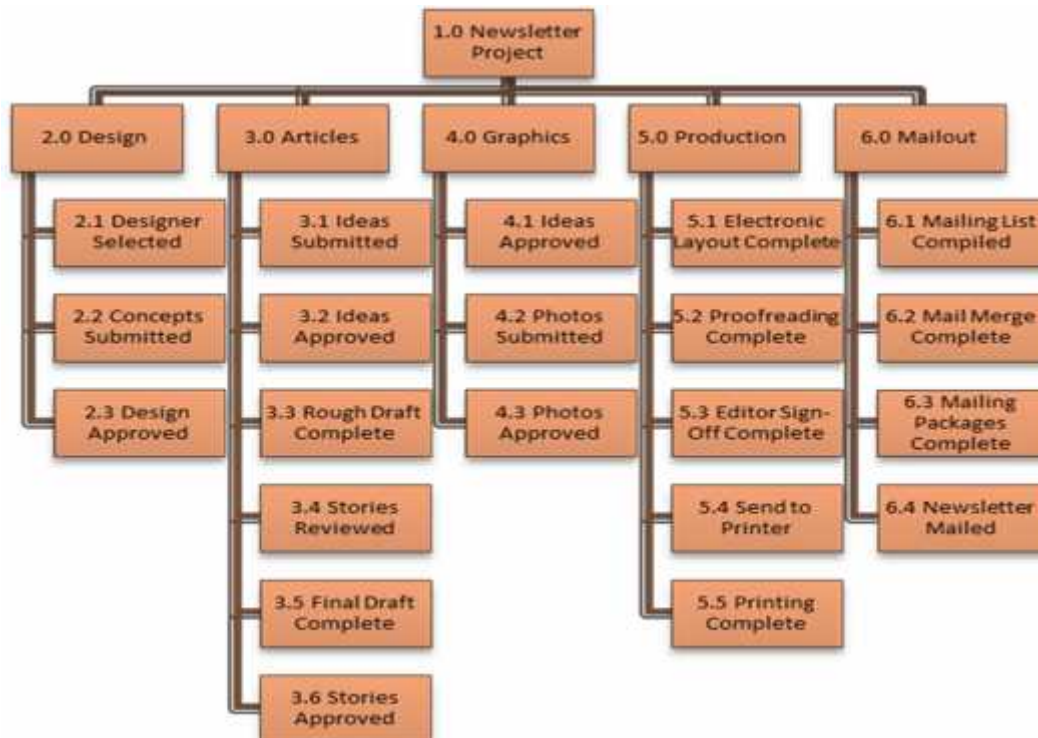 1.0 Newsletter
Project
2.0 Design
3.0 Articles
4.0 Graphics
5.0 Production
6.0 Mailout
2.1 Designer
Selected
2.2 Concepts
Submitted
2.3 Design
Approved
3.1 Ideas
Submitted
3.2 Ideas
Approved
3.3 Rough Draft
Complete
3.4 Stories
Reviewed
3.5 Final Draft
Complete
3.6 Stories
Approved
4.1 Ideas
Approved
4.2 Photos
Submitted
4.3 Photos
Approved
5.1 Electronic
Layout Complete
5.2 Proofreading
Complete
5.3 Editor Sign-
Off Complete
5.4 Send to
Printer
5.5 Printing
Complete
6.1 Mailing List
Compiled
6.2 Mail Merge
Complete
6.3 Mailing
Packages
Complete
6.4 Newsletter
Mailed